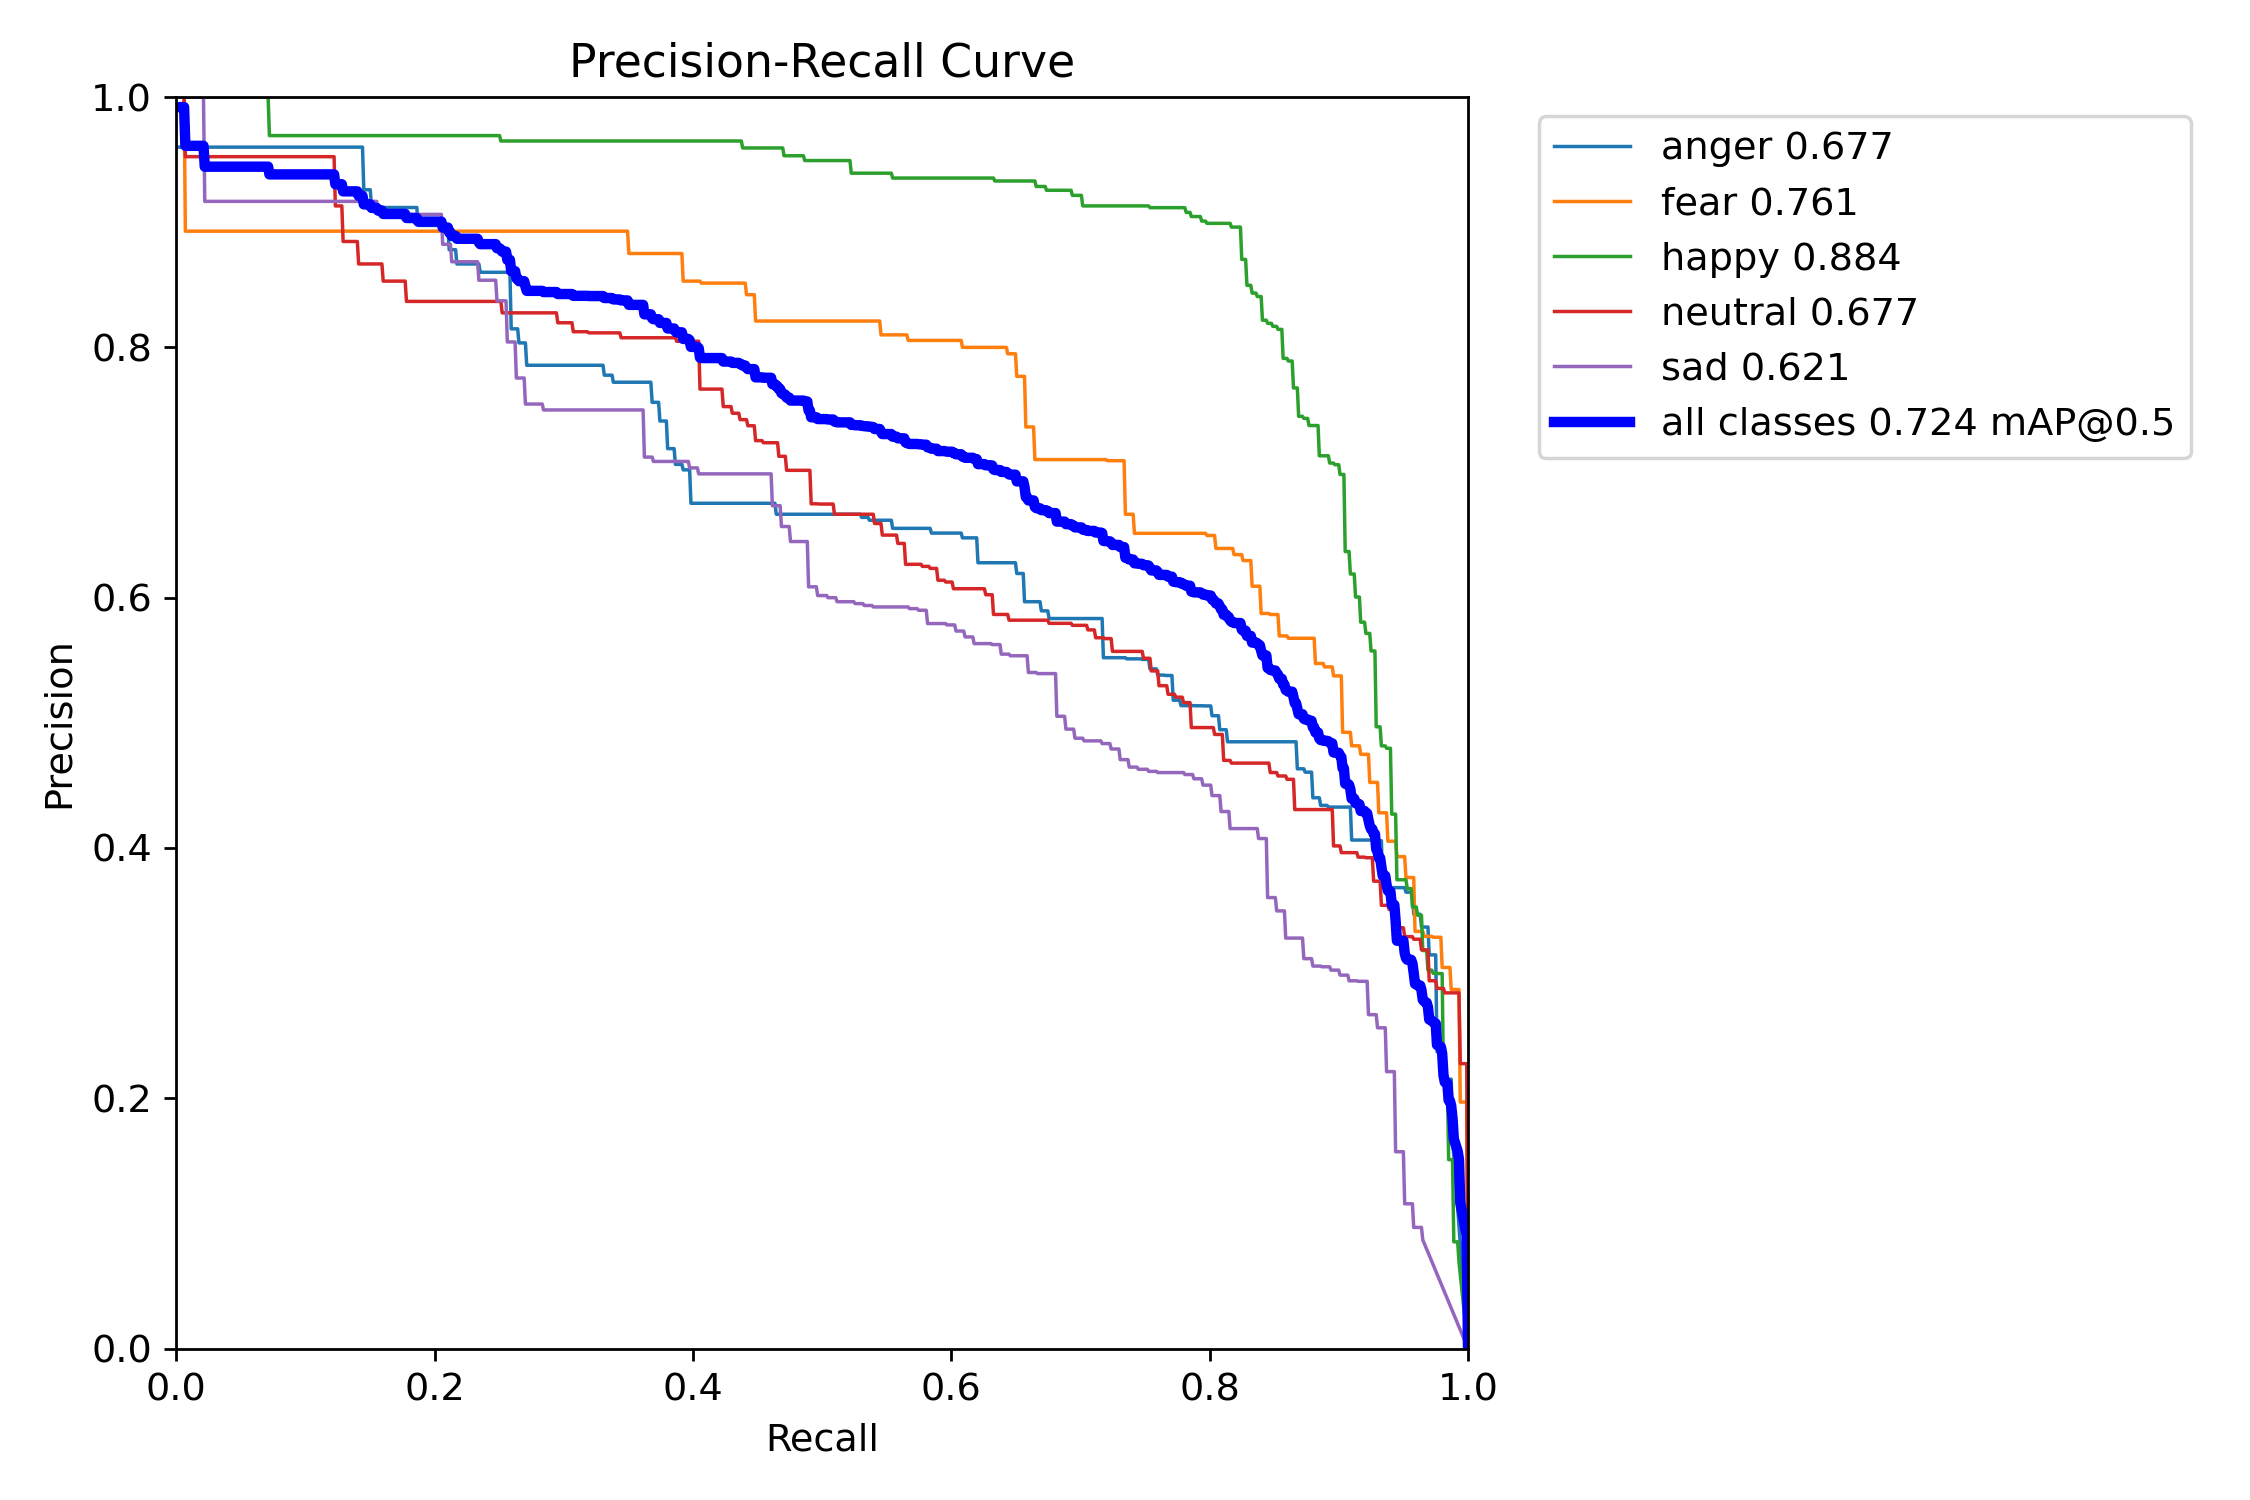 Precision-Recall Curve
1.0
0.8
0.6
0.4
0.2
0.0
Precision
0.0 0.2 0.4 0.6 0.8 1.0
Recall
anger 0.677
fear 0.761
happy 0.884
neutral 0.677
sad 0.621
all classes 0.724 mAP@0.5